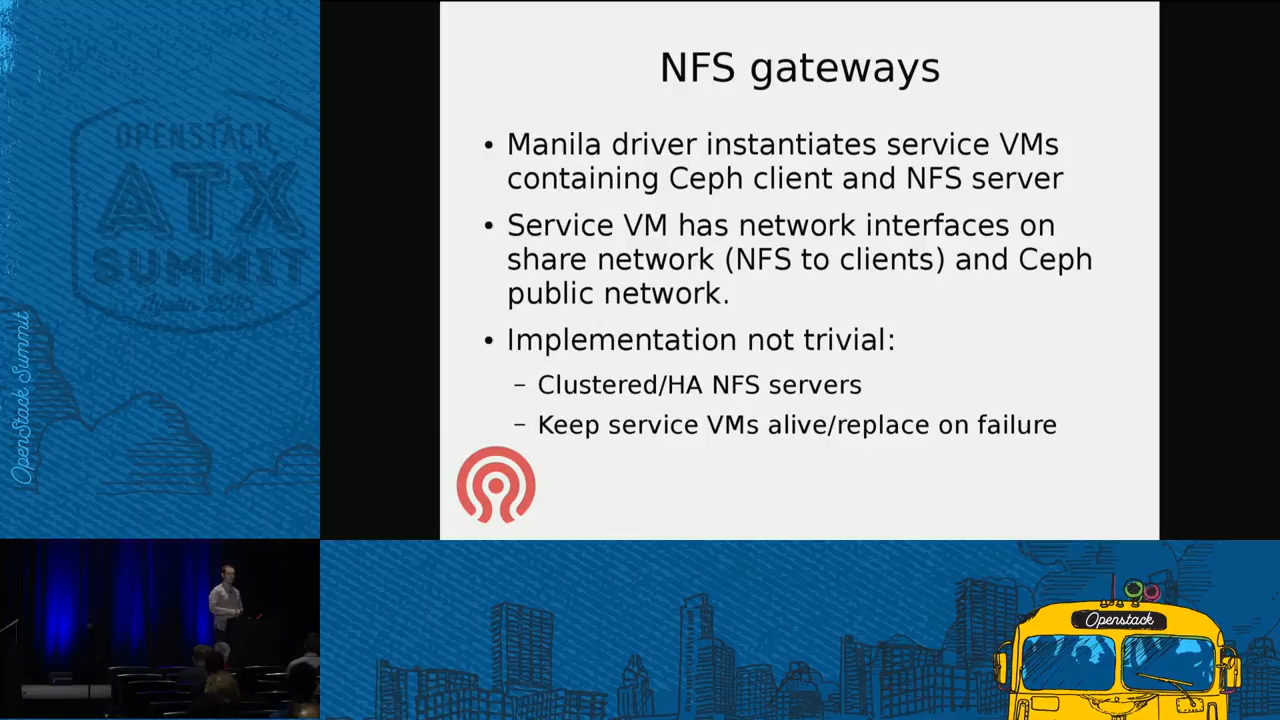 NFS gateways
• Manila driver instantiates service VMs
containing Ceph client and NFS server
• Service VM has network interfaces on
share network (NFS to clients) and Ceph
public network.
• Implementation not trivial:
– Clustered/HA NFS servers
– Keep service VMs alive/replace on failure
OPENSTACK
ATX
SUMMIT
Austin 2016
OpenStack Summit
Openstack